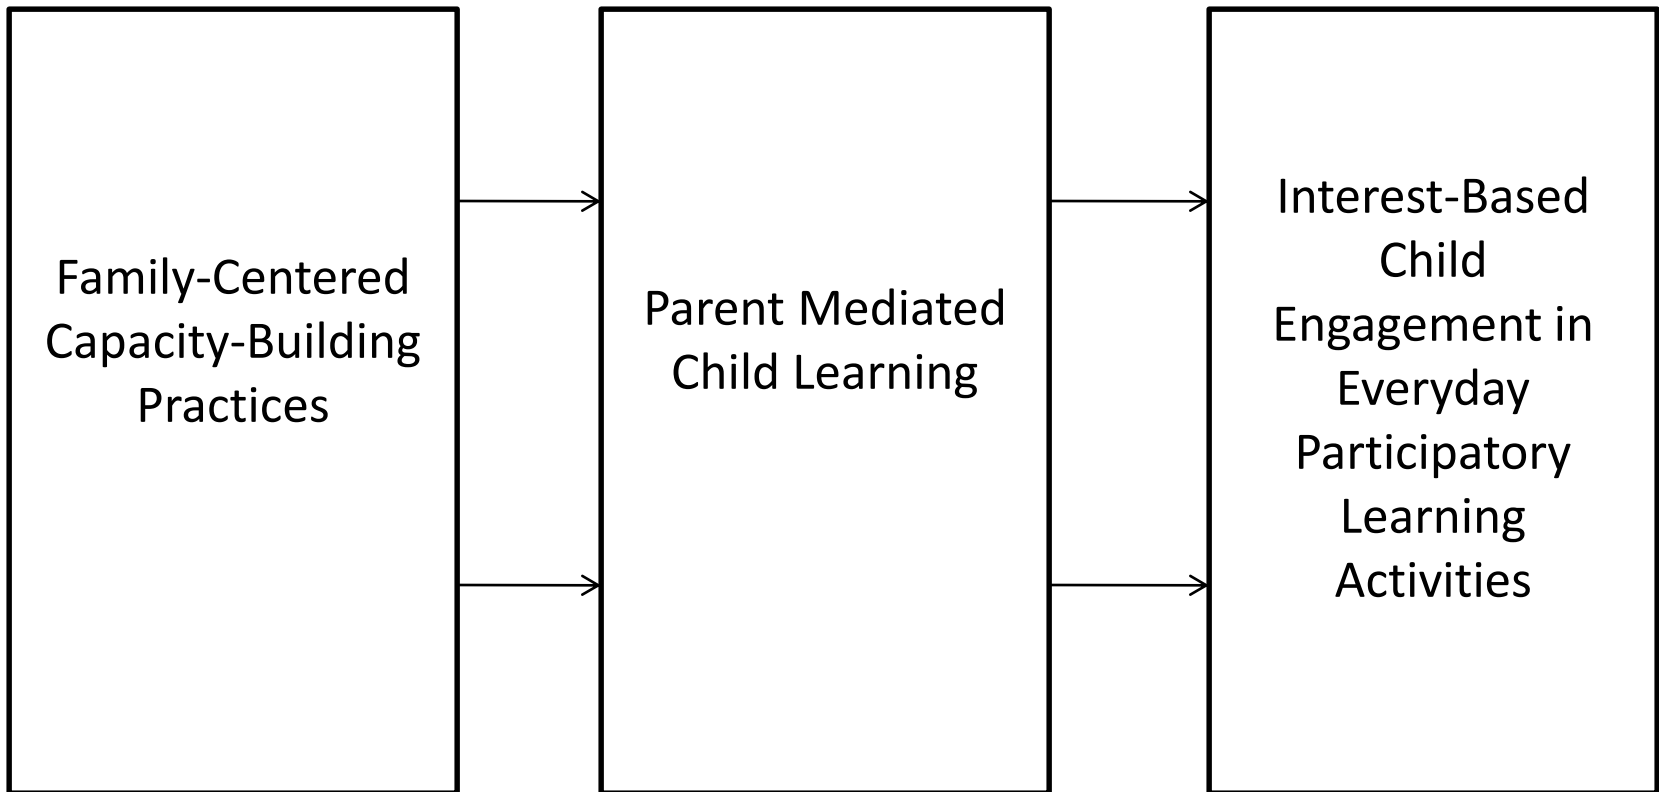 Family-Centered
Capacity-Building
Practices
Parent Mediated
Child Learning
Interest-Based
Child
Engagement in
Everyday
Participatory
Learning
Activities